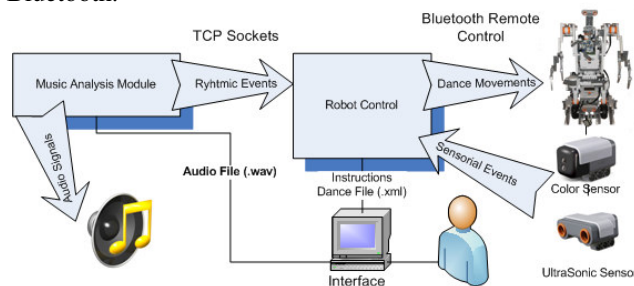 Bluetooth.
TCP Sockets
Bluetooth Remote
Control
Music Analysis Module
Ryhtmic Events
Robot Control
Dance Movements
Audio Signals
Audio File (.wav)
Sensorial Events
Instructions
Dance File (.xml)
Color Sensor
Interface
UltraSonic Senso